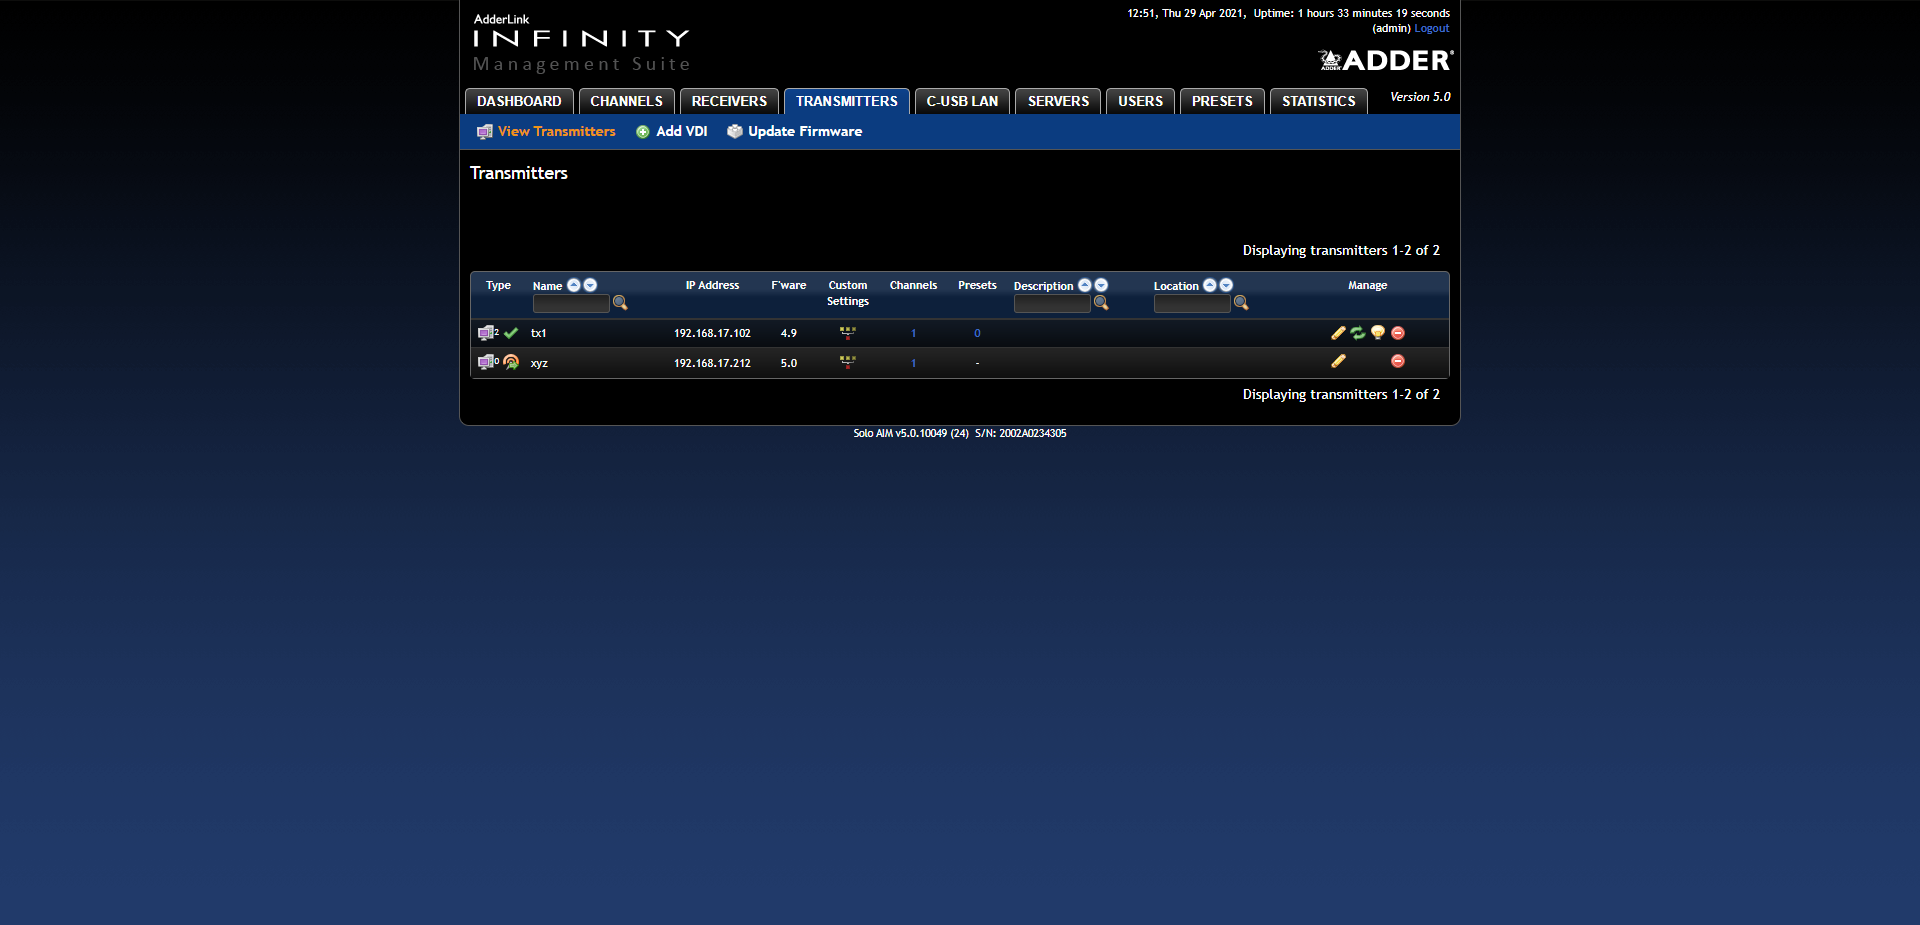 AdderLink
INFINITY
Management Suite
12:51, Thu 29 Apr 2021, Uptime: 1 hours 33 minutes 19 seconds
(admin) Logout
ADDER
ADDER®
DASHBOARD CHANNELS RECEIVERS TRANSMITTERS C-USB LAN SERVERS USERS PRESETS STATISTICS Version 5.0
View Transmitters Add VDI Update Firmware
Transmitters
Displaying transmitters 1-2 of 2
Type Name IP Address F'ware Custom Settings Channels Presets Description Location Manage
2 tx1 192.168.17.102 4.9 1 0
0 xyz 192.168.17.212 5.0 1 -
Displaying transmitters 1-2 of 2
Solo AIM v5.0.10049 (24) S/N: 2002A0234305